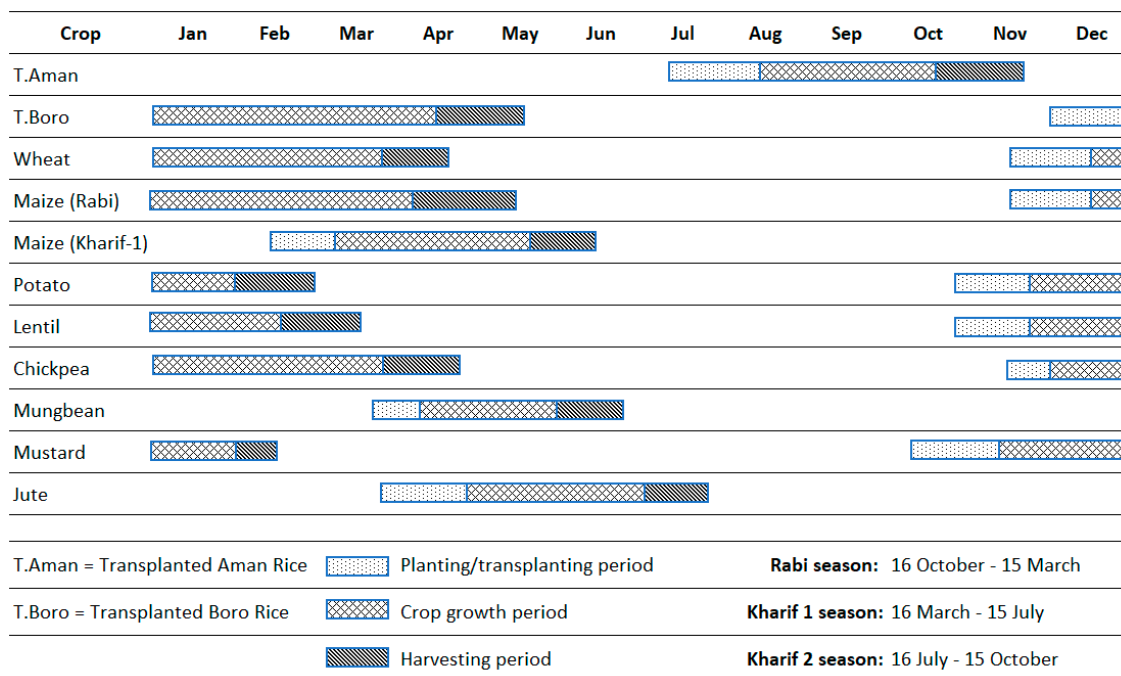 Crop Jan Feb Mar Apr May Jun Jul Aug Sep Oct Nov Dec
T.Aman
T.Boro
Wheat
Maize (Rabi)
Maize (Kharif-1)
Potato
Lentil
Chickpea
Mungbean
Mustard
Jute
T.Aman = Transplanted Aman Rice Planting/transplanting period Rabi season: 16 October - 15 March
T.Boro = Transplanted Boro Rice Crop growth period Kharif 1 season: 16 March - 15 July
Harvesting period Kharif 2 season: 16 July - 15 October